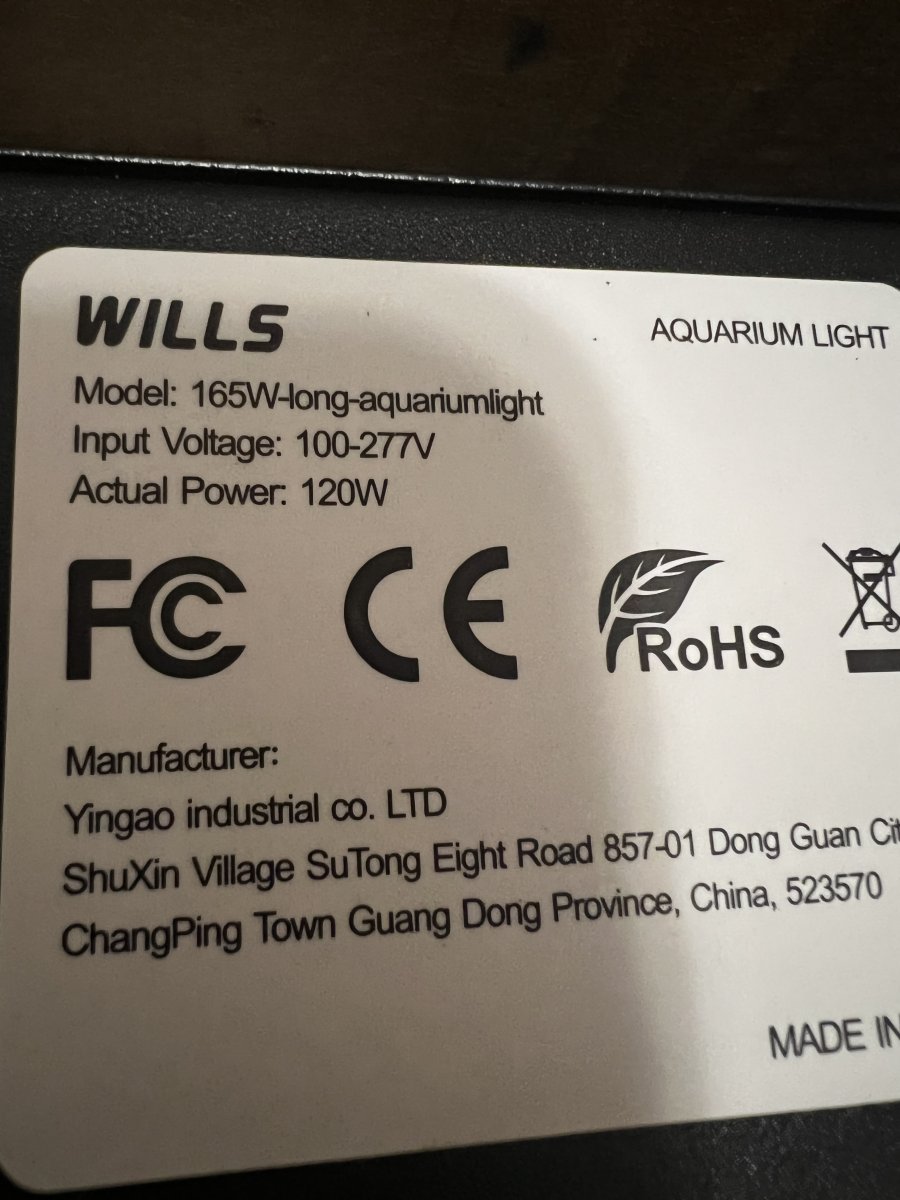 WILLS
AQUARIUM LIGHT
Model: 165W-long-aquariumlight
Input Voltage: 100-277V
Actual Power: 120W
FC CE RoHS
Manufacturer:
Yingao industrial co. LTD
ShuXin Village SuTong Eight Road 857-01 Dong Guan Cit
ChangPing Town Guang Dong Province, China, 523570
MADE IN